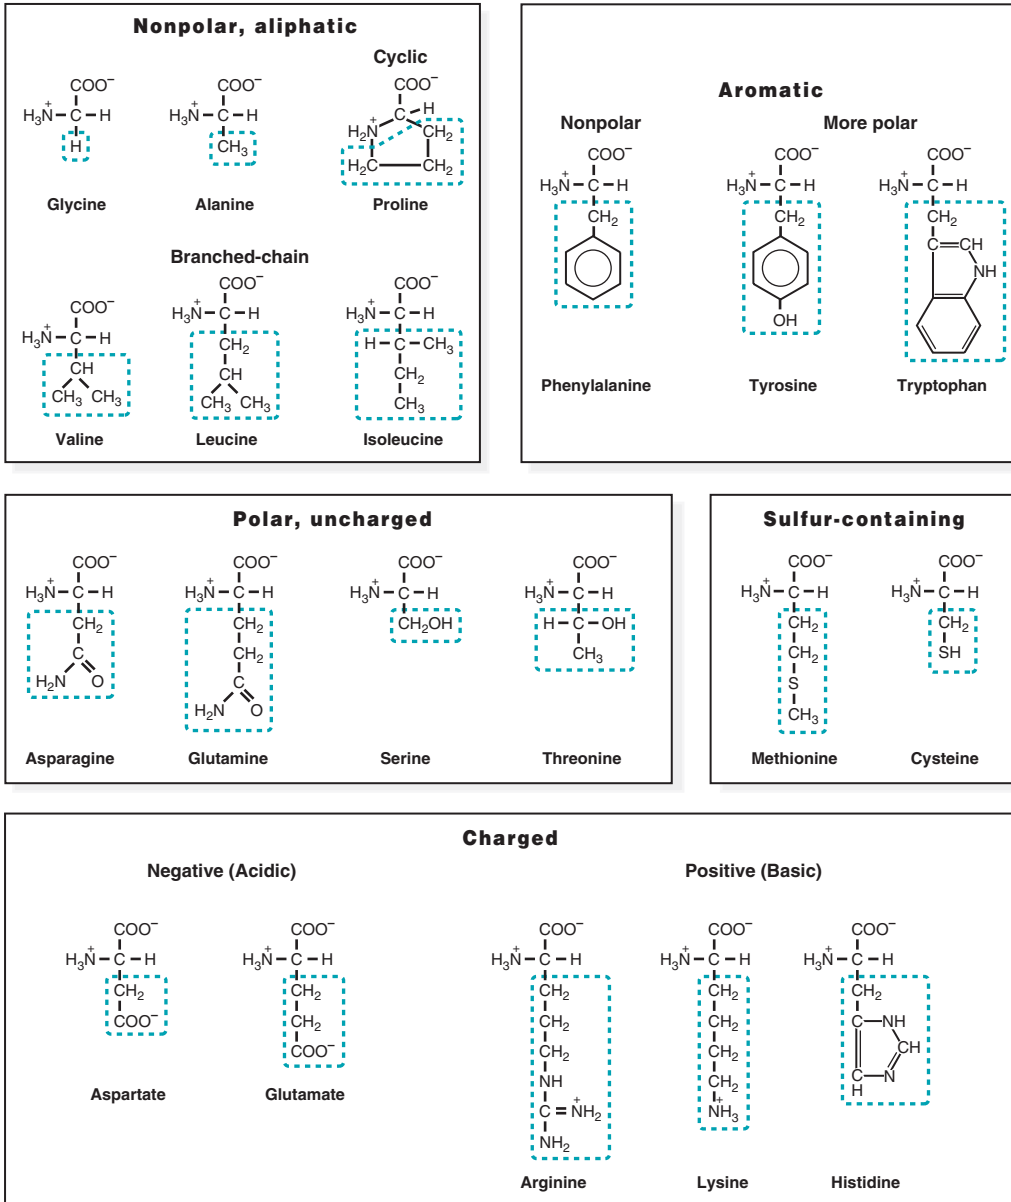 Nonpolar, aliphatic
Cyclic
COO⁻ COO⁻ COO⁻
H₃N⁺ C H H₃N⁺ C H C H
H₂N⁺ CH₂
H CH₃ H₂C CH₂
Glycine Alanine Proline
Branched-chain
COO⁻ COO⁻
H₃N⁺ C H H₃N⁺ C H
COO⁻
H₃N⁺ C H CH₂ H C CH₃
CH CH CH₂
CH₃ CH₃ CH₃ CH₃ CH₃
Valine Leucine Isoleucine
Aromatic
Nonpolar More polar
COO⁻ COO⁻ COO⁻
H₃N⁺ C H H₃N⁺ C H H₃N⁺ C H
CH₂ CH₂ CH₂
C=CH
NH
OH
Phenylalanine Tyrosine Tryptophan
Polar, uncharged
COO⁻ COO⁻ COO⁻ COO⁻
H₃N⁺ C H H₃N⁺ C H H₃N⁺ C H H₃N⁺ C H
CH₂ CH₂ CH₂OH H C OH
C CH₂ CH₃
H₂N O C
H₂N O
Asparagine Glutamine Serine Threonine
Sulfur-containing
COO⁻ COO⁻
H₃N⁺ C H H₃N⁺ C H
CH₂ CH₂
CH₂ SH
S
CH₃
Methionine Cysteine
Charged
Negative (Acidic) Positive (Basic)
COO⁻ COO⁻ COO⁻ COO⁻ COO⁻
H₃N⁺ C H H₃N⁺ C H H₃N⁺ C H H₃N⁺ C H H₃N⁺ C H
CH₂ CH₂ CH₂ CH₂ CH₂
COO⁻ CH₂ CH₂ CH₂ C NH
COO⁻ CH₂ CH₂ CH
NH CH₂ C N
C=NH₂⁺ NH₃⁺ H
NH₂
Aspartate Glutamate
Arginine Lysine Histidine